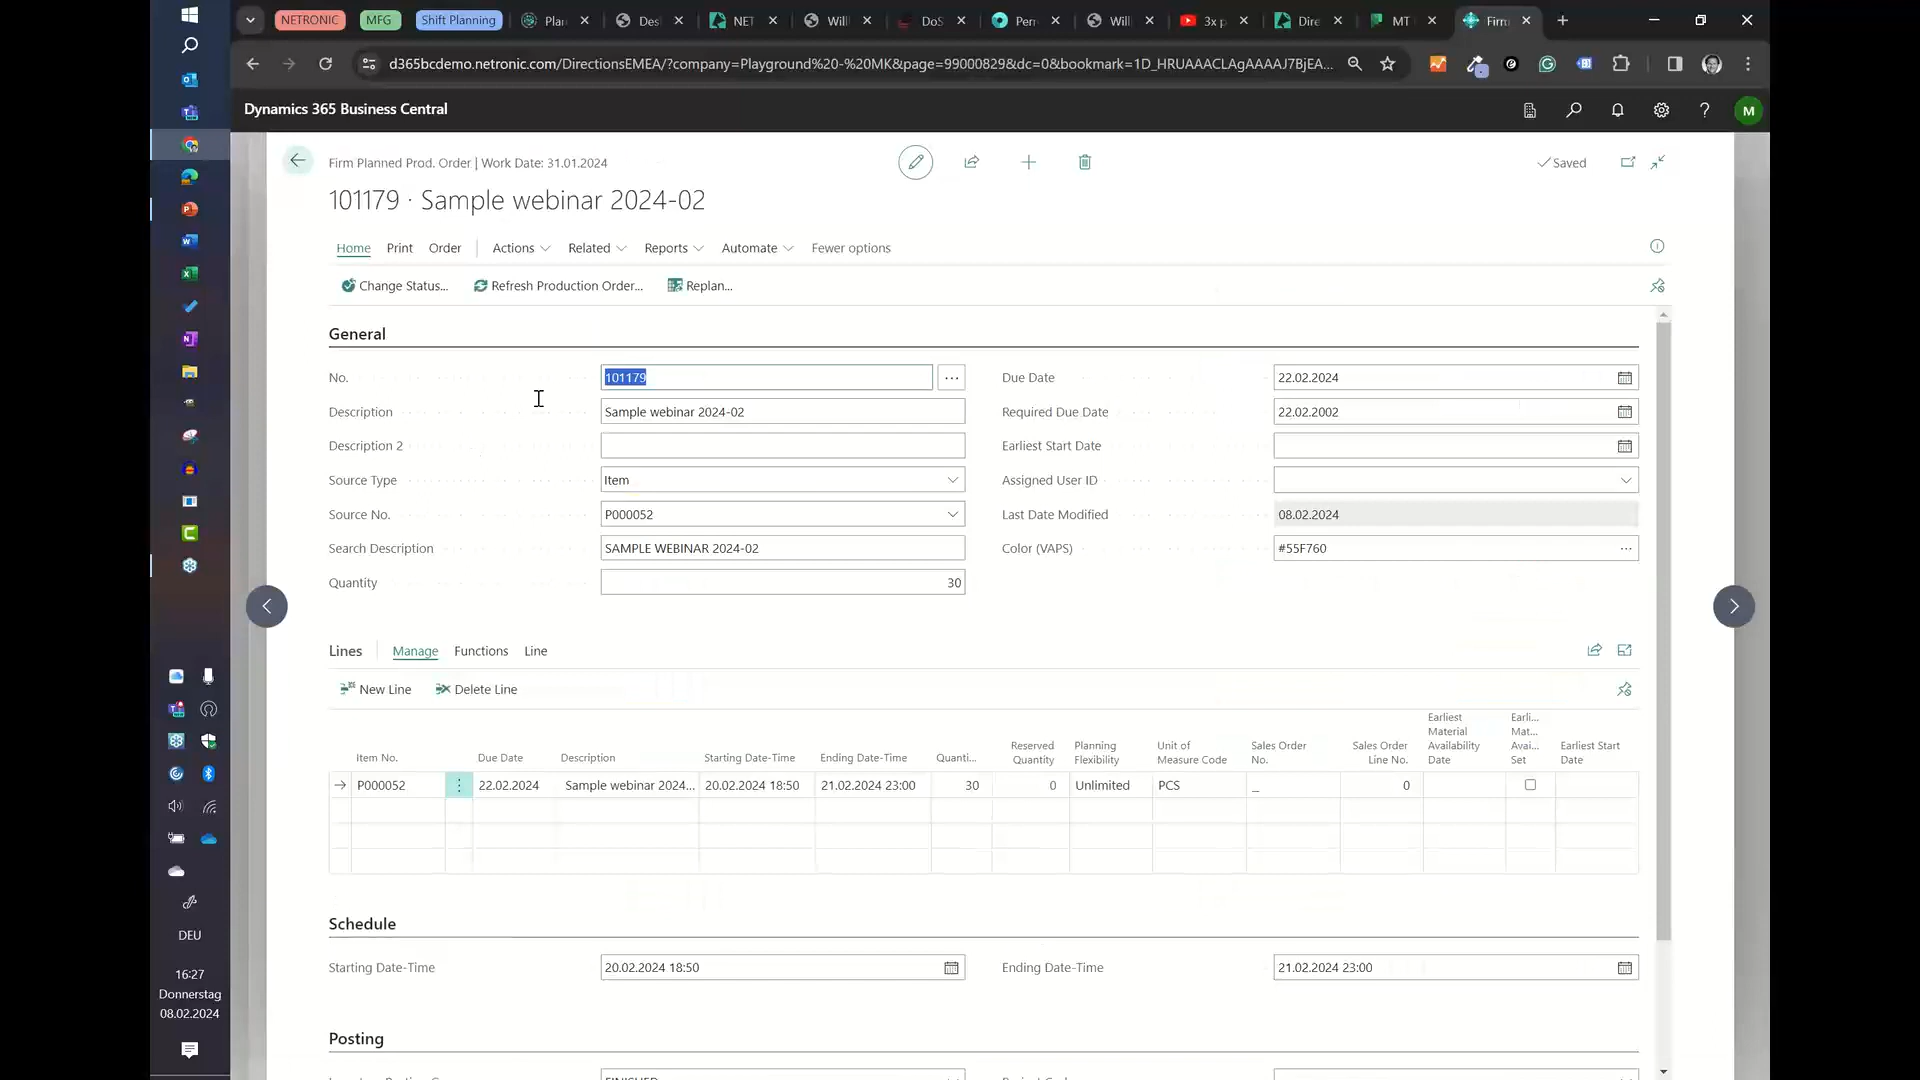 NETRONIC
MFG
Shift Planning
Plar
Des
NET
Will
DoS
Perr
Will
3x p
Dire
MT
Firm
d365bcdemo.netronic.com/DirectionsEMEA/?company=Playground%20-%20MK&page=99000829&dc=0&bookmark=1D_HRUAAACLAgAAAAJ7BjEA...
Dynamics 365 Business Central
M
Firm Planned Prod. Order | Work Date: 31.01.2024
Saved
101179 · Sample webinar 2024-02
Home
Print
Order
Actions
Related
Reports
Automate
Fewer options
Change Status...
Refresh Production Order...
Replan...
General
No.
101179
Due Date
22.02.2024
Description
Sample webinar 2024-02
Required Due Date
22.02.2002
Description 2
Earliest Start Date
Source Type
Item
Assigned User ID
Source No.
P000052
Last Date Modified
08.02.2024
Search Description
SAMPLE WEBINAR 2024-02
Color (VAPS)
#55F760
Quantity
30
Lines
Manage
Functions
Line
New Line
Delete Line
Item No.
Due Date
Description
Starting Date-Time
Ending Date-Time
Quanti...
Reserved
Quantity
Planning
Flexibility
Unit of
Measure Code
Sales Order
No.
Sales Order
Line No.
Earliest
Material
Availability
Date
Earli...
Mat...
Avai...
Set
Earliest Start
Date
P000052
22.02.2024
Sample webinar 2024...
20.02.2024 18:50
21.02.2024 23:00
30
0
Unlimited
PCS
_
0
Schedule
Starting Date-Time
20.02.2024 18:50
Ending Date-Time
21.02.2024 23:00
Posting
DEU
16:27
Donnerstag
08.02.2024